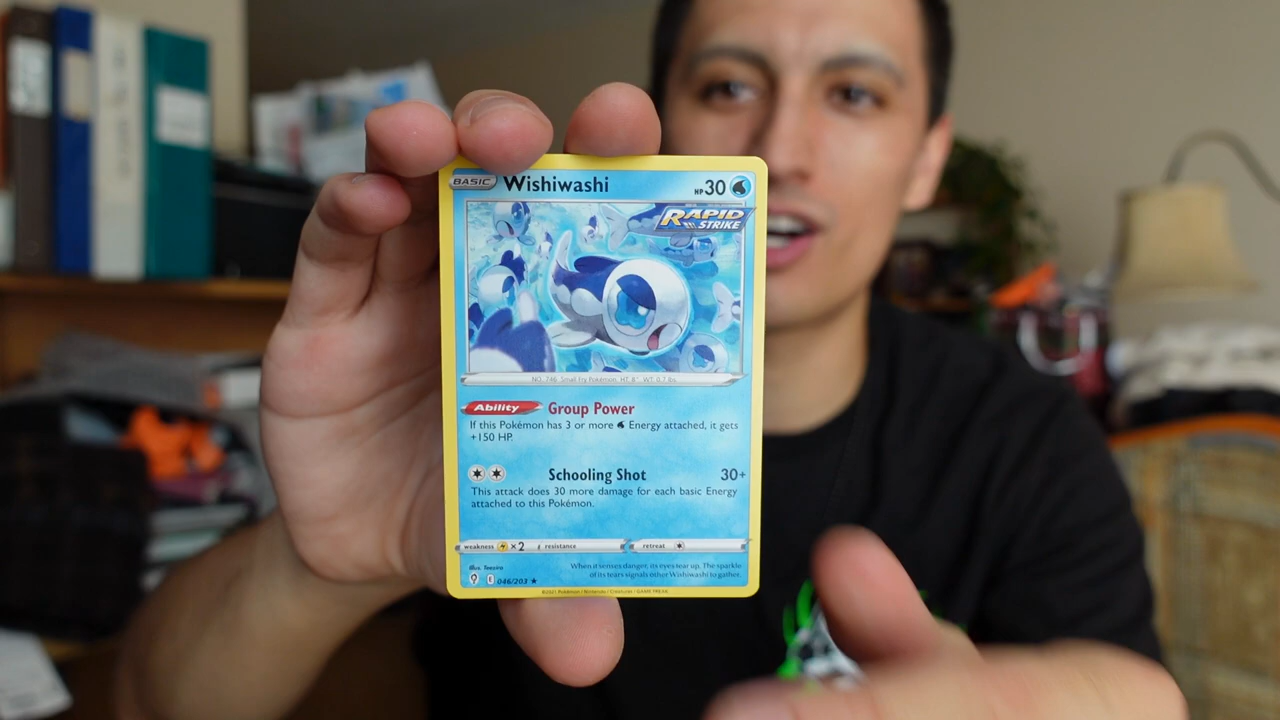 BASIC Wishiwashi HP 30
RAPID
STRIKE
NO. 746 Small Fry Pokémon HT. 8" WT. 0.7 lbs.
Ability Group Power
If this Pokémon has 3 or more Energy attached, it gets
+150 HP.
Schooling Shot 30+
This attack does 30 more damage for each basic Energy
attached to this Pokémon.
weakness ×2 resistance retreat
Illus. Teeziro
When it senses danger, its eyes tear up. The sparkle
of its tears signals other Wishiwashi to gather.
E 046/203 ★
©2021 Pokémon / Nintendo / Creatures / GAME FREAK